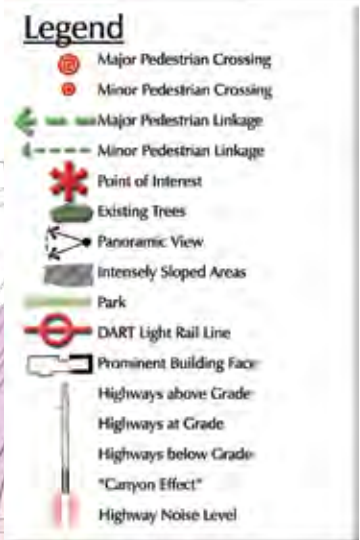 Legend
Major Pedestrian Crossing
Minor Pedestrian Crossing
Major Pedestrian Linkage
Minor Pedestrian Linkage
Point of Interest
Existing Trees
Panoramic View
Intensely Sloped Areas
Park
DART Light Rail Line
Prominent Building Face
Highways above Grade
Highways at Grade
Highways below Grade
"Canyon Effect"
Highway Noise Level